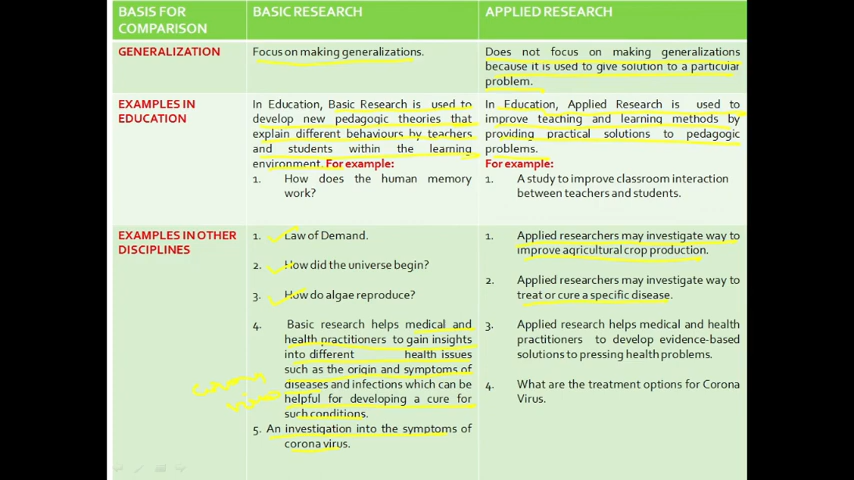 BASIS FOR COMPARISON BASIC RESEARCH APPLIED RESEARCH
GENERALIZATION
Focus on making generalizations.
Does not focus on making generalizations
because it is used to give solution to a particular
problem.
EXAMPLES IN
EDUCATION
In Education, Basic Research is used to
develop new pedagogic theories that
explain different behaviours by teachers
and students within the learning
environment. For example:
1. How does the human memory
work?
In Education, Applied Research is used to
improve teaching and learning methods by
providing practical solutions to pedagogic
problems.
For example:
1. A study to improve classroom interaction
between teachers and students.
EXAMPLES IN OTHER
DISCIPLINES
1. Law of Demand.
2. How did the universe begin?
3. How do algae reproduce?
4. Basic research helps medical and
health practitioners to gain insights
into different health issues
such as the origin and symptoms of
diseases and infections which can be
helpful for developing a cure for
such conditions.
5. An investigation into the symptoms of
corona virus.
corona
virus
1. Applied researchers may investigate way to
improve agricultural crop production.
2. Applied researchers may investigate way to
treat or cure a specific disease.
3. Applied research helps medical and health
practitioners to develop evidence-based
solutions to pressing health problems.
4. What are the treatment options for Corona
Virus.